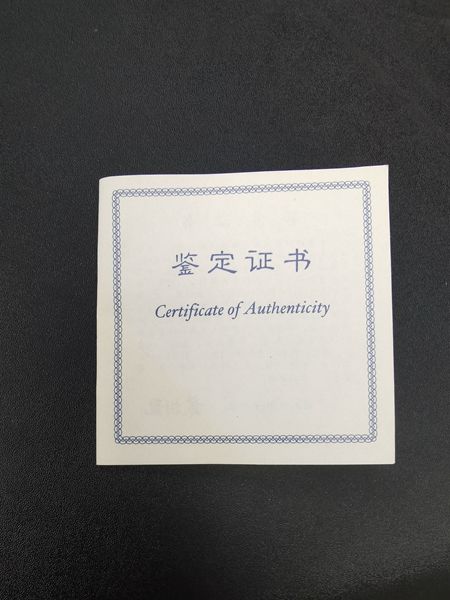 鉴定证书
Certificate of Authenticity